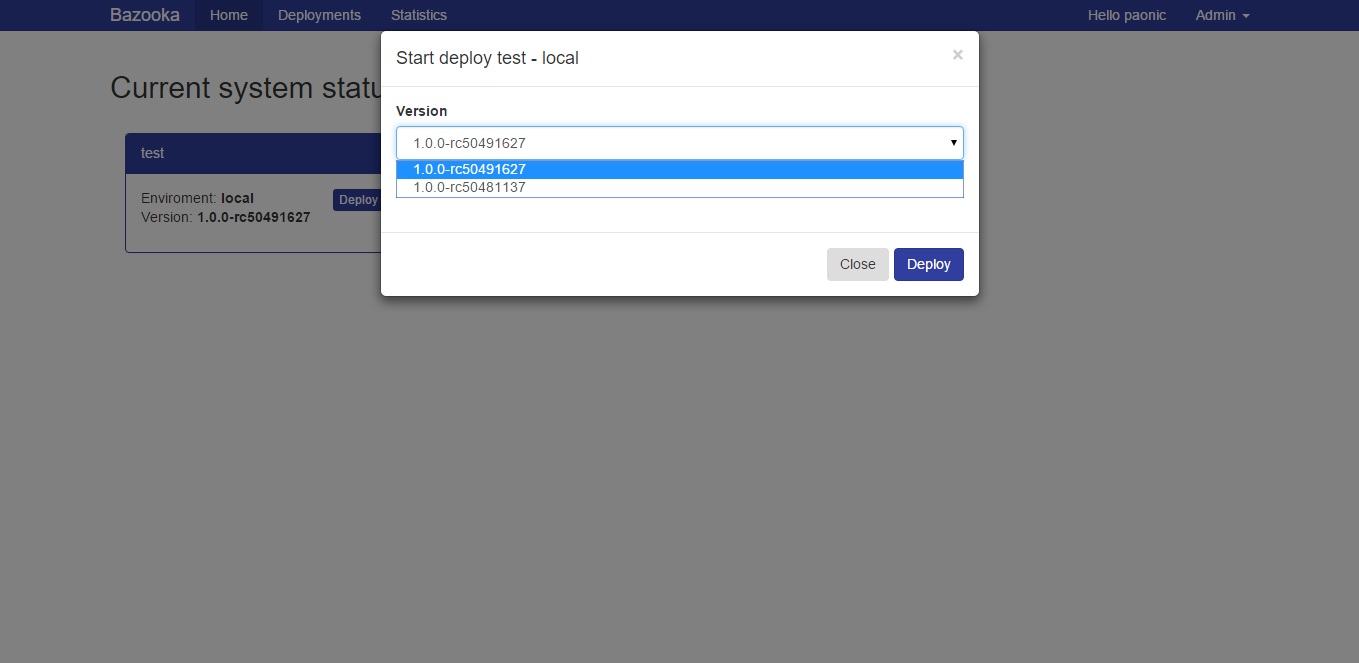 Bazooka Home Deployments Statistics Hello paonic Admin
Start deploy test - local ×
Current system statu
Version
1.0.0-rc50491627
1.0.0-rc50491627
1.0.0-rc50481137
test
Enviroment: local Deploy
Version: 1.0.0-rc50491627
Close Deploy